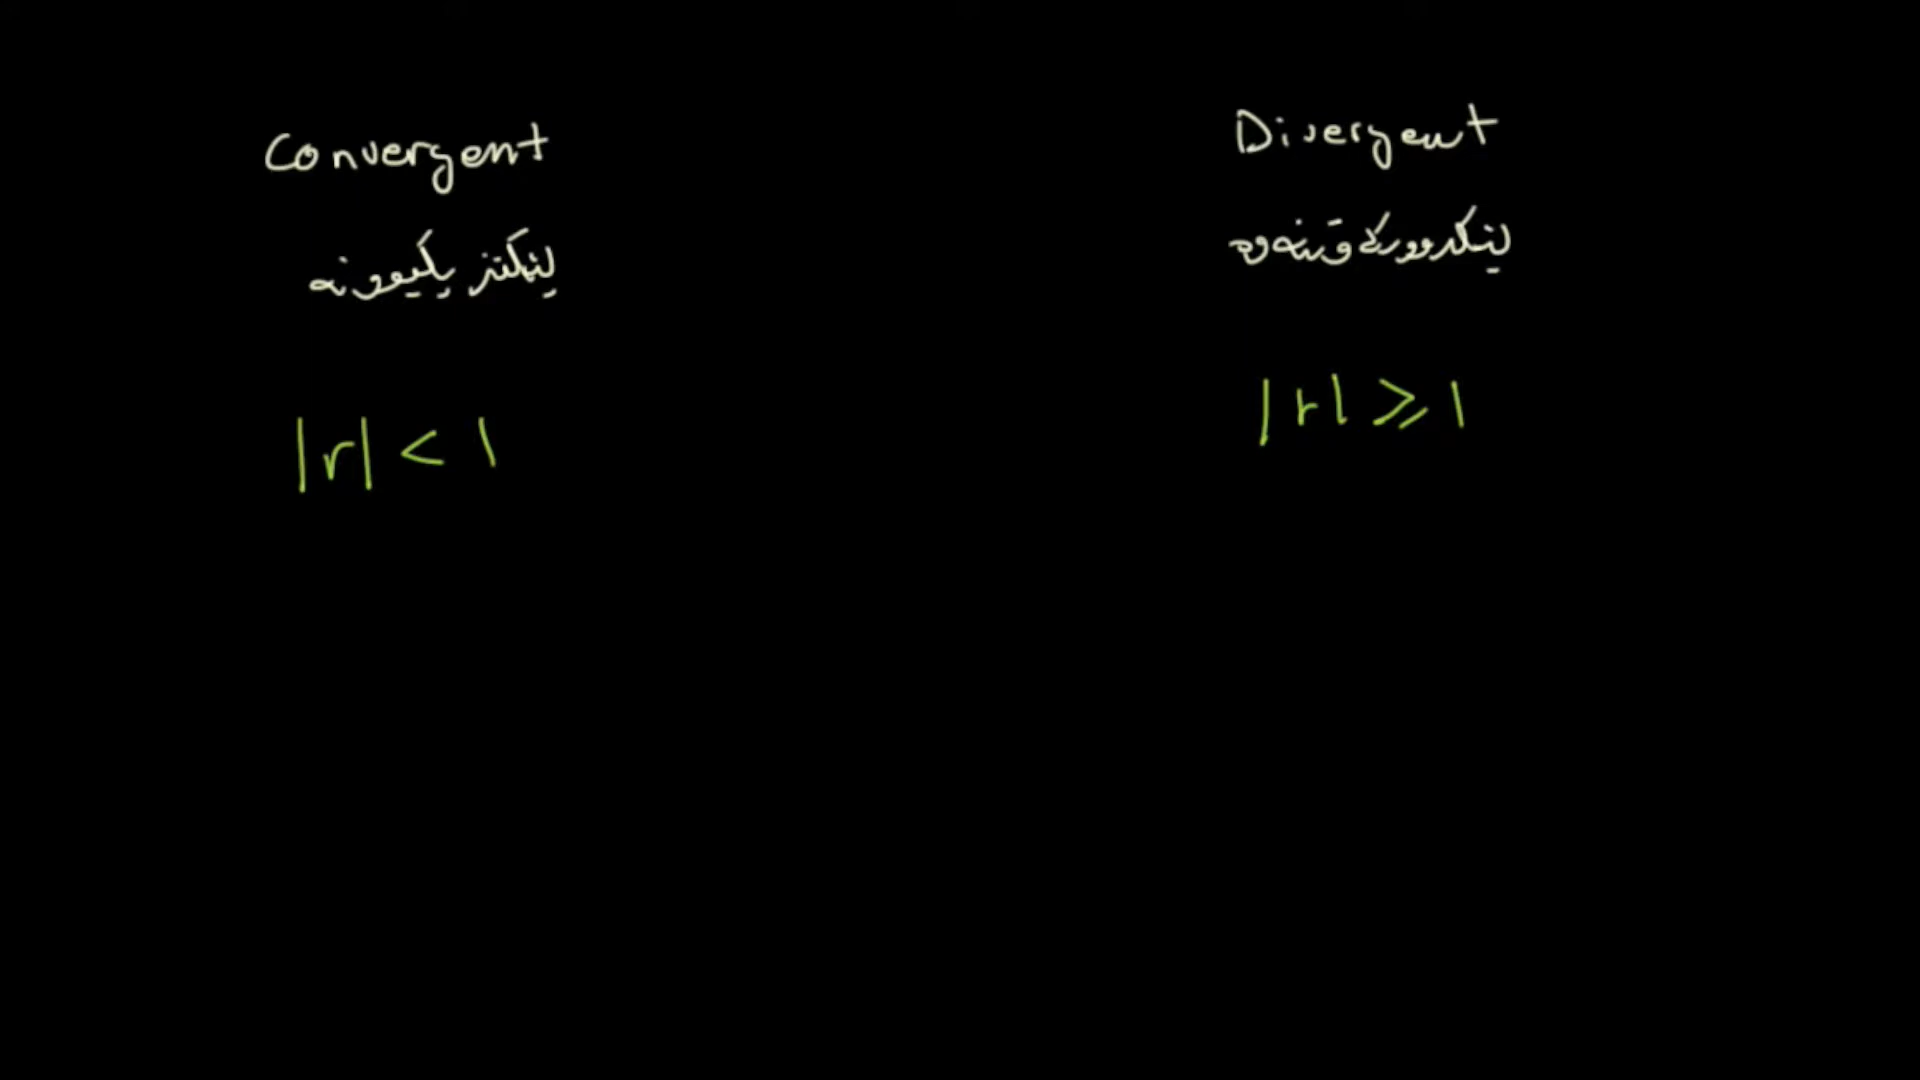 Convergent
لێکنزیکبوونە
|r| < 1
Divergent
لێکدوورکەوتنەوە
|r| ⩾ 1